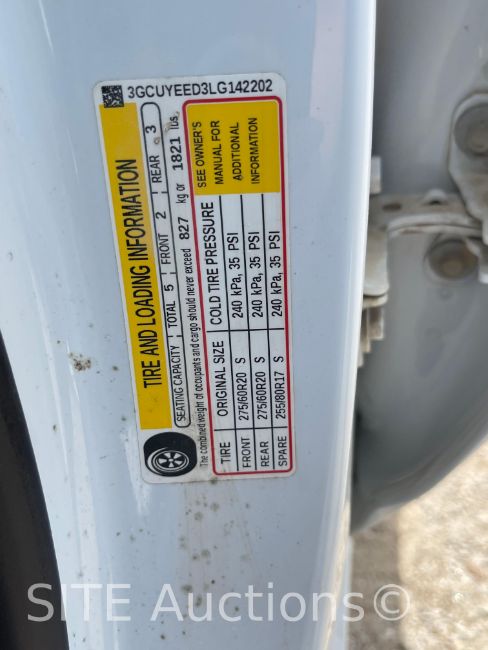 3GCUYEED3LG142202
TIRE AND LOADING INFORMATION
SEATING CAPACITY TOTAL 5 FRONT 2 REAR 3
The combined weight of occupants and cargo should never exceed 827 kg or 1821 lbs.
TIRE ORIGINAL SIZE COLD TIRE PRESSURE
FRONT 275/60R20 S 240 kPa, 35 PSI
REAR 275/60R20 S 240 kPa, 35 PSI
SPARE 255/80R17 S 240 kPa, 35 PSI
SEE OWNER'S
MANUAL FOR
ADDITIONAL
INFORMATION
SITE Auctions©